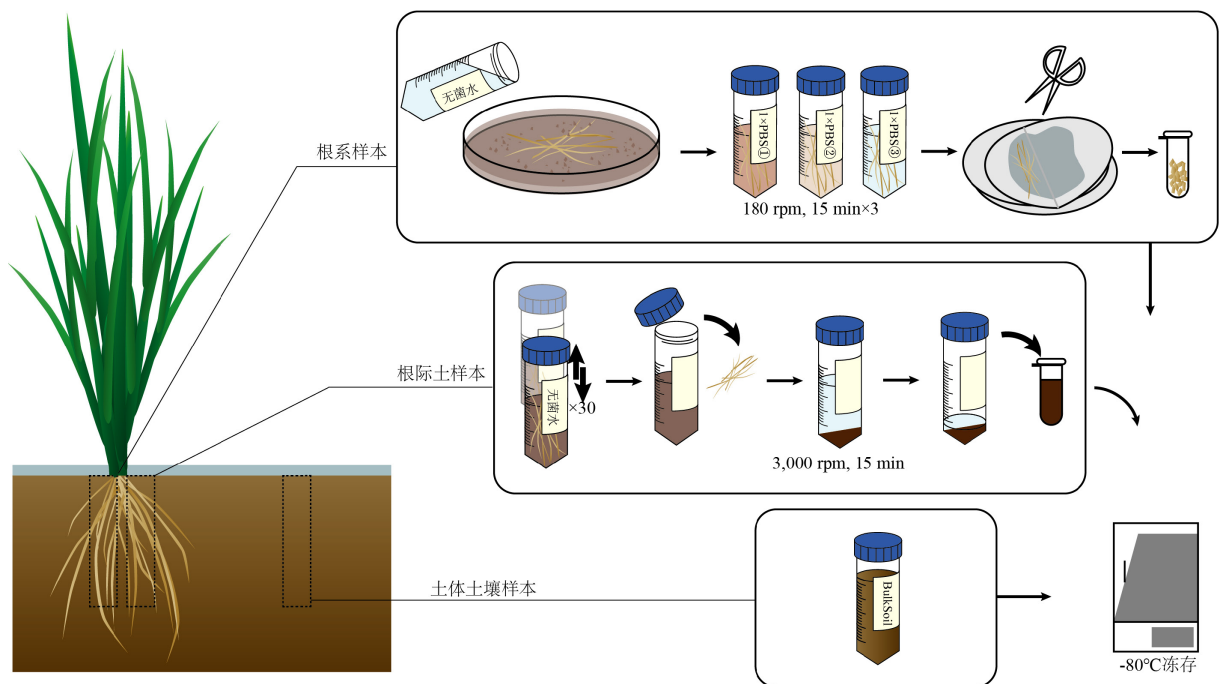 无菌水
根系样本
1×PBS①
1×PBS②
1×PBS③
180 rpm, 15 min×3
根际土样本
无菌水
×30
3,000 rpm, 15 min
土体土壤样本
BulkSoil
-80℃冻存